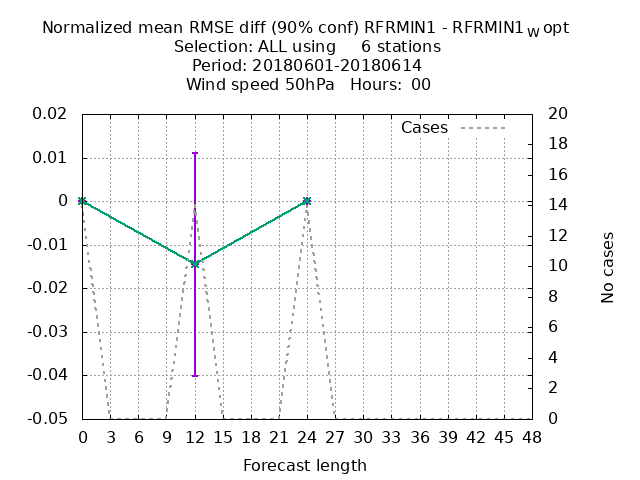 Normalized mean RMSE diff (90% conf) RFRMIN1 - RFRMIN1W opt
Selection: ALL using 6 stations
Period: 20180601-20180614
Wind speed 50hPa Hours: 00
Cases
0.02
0.01
0
-0.01
-0.02
-0.03
-0.04
-0.05
20
18
16
14
12
10
8
6
4
2
0
No cases
0 3 6 9 12 15 18 21 24 27 30 33 36 39 42 45 48
Forecast length